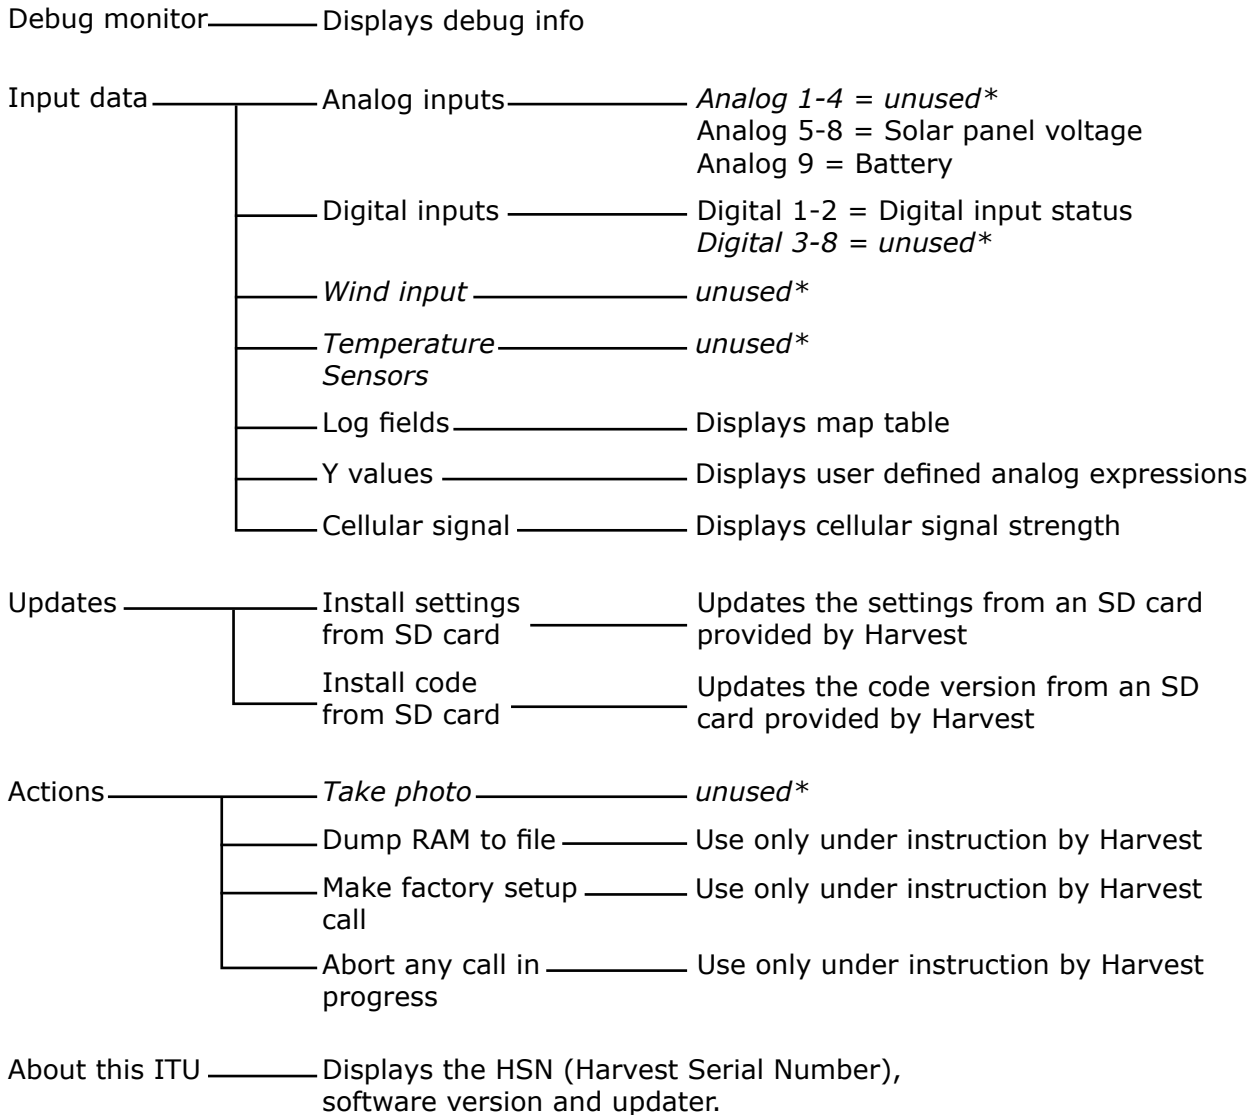 Debug monitor Displays debug info
Input data Analog inputs Analog 1-4 = unused*
Analog 5-8 = Solar panel voltage
Analog 9 = Battery
Digital inputs Digital 1-2 = Digital input status
Digital 3-8 = unused*
Wind input unused*
Temperature unused*
Sensors
Log fields Displays map table
Y values Displays user defined analog expressions
Cellular signal Displays cellular signal strength
Updates Install settings Updates the settings from an SD card
from SD card provided by Harvest
Install code Updates the code version from an SD
from SD card card provided by Harvest
Actions Take photo unused*
Dump RAM to file Use only under instruction by Harvest
Make factory setup Use only under instruction by Harvest
call
Abort any call in Use only under instruction by Harvest
progress
About this ITU Displays the HSN (Harvest Serial Number),
software version and updater.